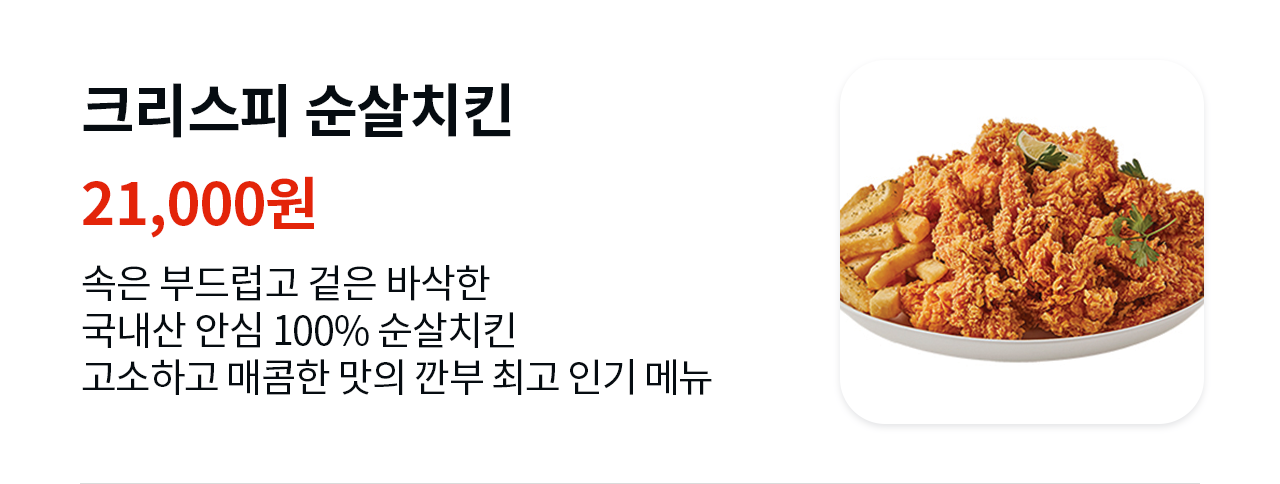 크리스피 순살치킨
21,000원
속은 부드럽고 겉은 바삭한
국내산 안심 100% 순살치킨
고소하고 매콤한 맛의 깐부 최고 인기 메뉴